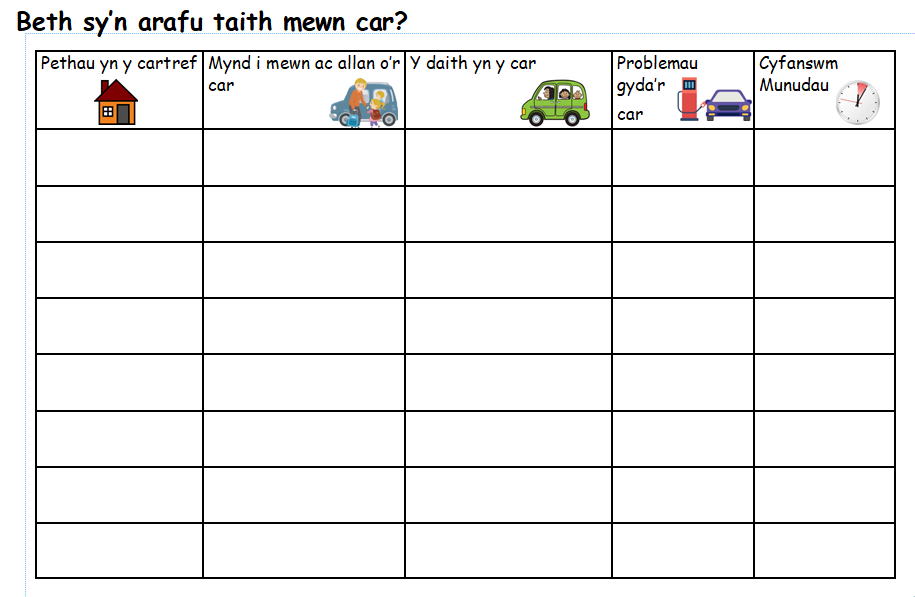 Beth sy'n arafu taith mewn car?
Pethau yn y cartref
Mynd i mewn ac allan o'r
car
Y daith yn y car
Problemau
gyda'r
car
Cyfanswm
Munudau